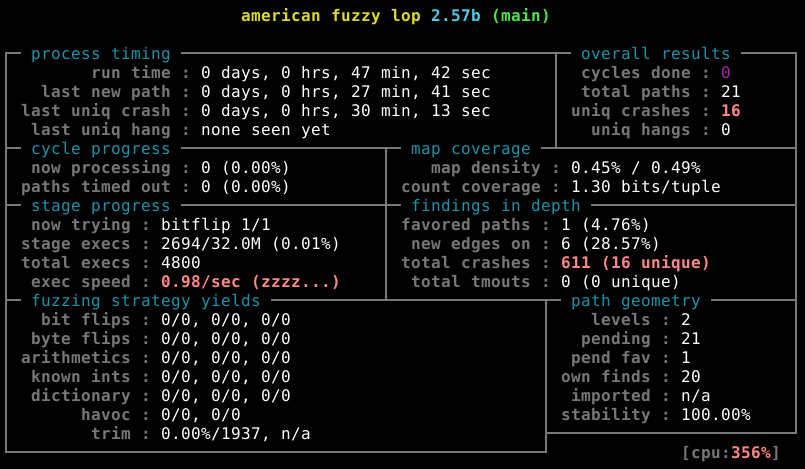 american fuzzy lop 2.57b (main)
process timing
overall results
run time : 0 days, 0 hrs, 47 min, 42 sec
cycles done : 0
last new path : 0 days, 0 hrs, 27 min, 41 sec
total paths : 21
last uniq crash : 0 days, 0 hrs, 30 min, 13 sec
uniq crashes : 16
last uniq hang : none seen yet
uniq hangs : 0
cycle progress
map coverage
now processing : 0 (0.00%)
map density : 0.45% / 0.49%
paths timed out : 0 (0.00%)
count coverage : 1.30 bits/tuple
stage progress
findings in depth
now trying : bitflip 1/1
favored paths : 1 (4.76%)
stage execs : 2694/32.0M (0.01%)
new edges on : 6 (28.57%)
total execs : 4800
total crashes : 611 (16 unique)
exec speed : 0.98/sec (zzzz...)
total tmouts : 0 (0 unique)
fuzzing strategy yields
path geometry
bit flips : 0/0, 0/0, 0/0
levels : 2
byte flips : 0/0, 0/0, 0/0
pending : 21
arithmetics : 0/0, 0/0, 0/0
pend fav : 1
known ints : 0/0, 0/0, 0/0
own finds : 20
dictionary : 0/0, 0/0, 0/0
imported : n/a
havoc : 0/0, 0/0
stability : 100.00%
trim : 0.00%/1937, n/a
[cpu:356%]